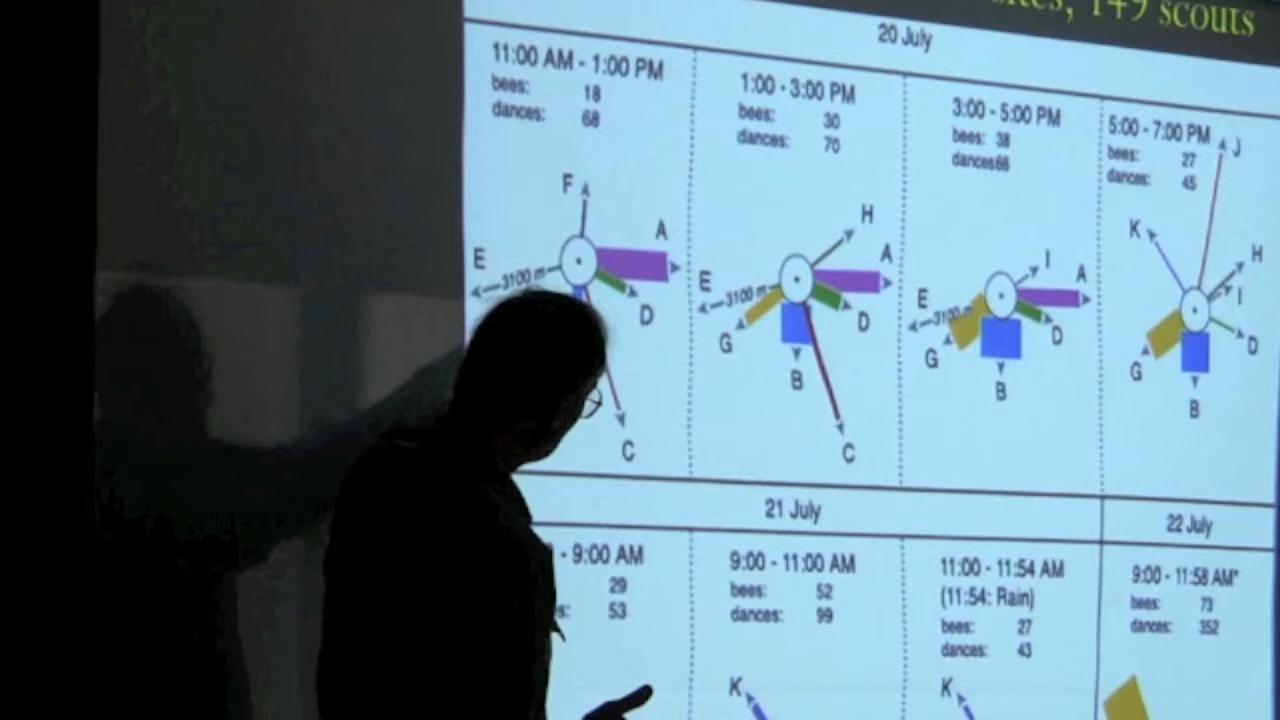 149 scouts
20 July
11:00 AM - 1:00 PM
bees: 18
dances: 68
F
A
E
3100 m
D
C
1:00 - 3:00 PM
bees: 30
dances: 70
H
A
E
3100 m
D
G
B
C
3:00 - 5:00 PM
bees: 38
dances66
I
A
E
3100 m
D
G
B
5:00 - 7:00 PM
bees: 27
dances: 45
J
K
H
I
D
G
B
21 July
22 July
- 9:00 AM
29
53
9:00 - 11:00 AM
bees: 52
dances: 99
K
11:00 - 11:54 AM
(11:54: Rain)
bees: 27
dances: 43
K
9:00 - 11:58 AM*
bees: 73
dances: 352